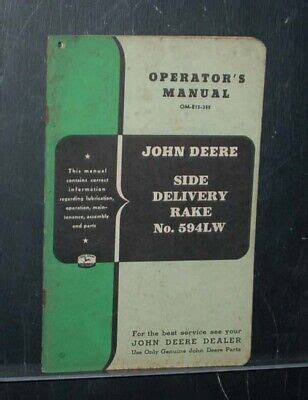 OPERATOR'S
MANUAL
OM-E15-352
This manual
contains correct
information
regarding lubrication,
operation, main-
tenance, assembly
and parts
JOHN DEERE
SIDE
DELIVERY
RAKE
No. 594LW
For the best service see your
JOHN DEERE DEALER
Use Only Genuine John Deere Parts